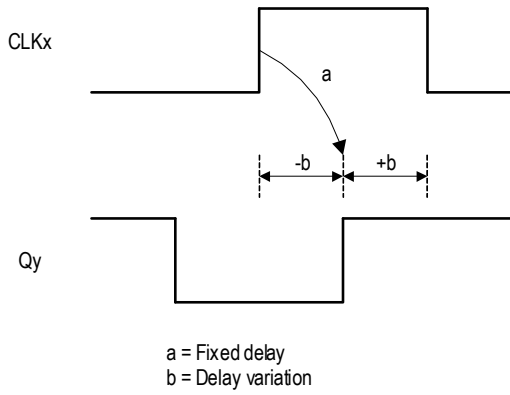 CLKx
a
-b
+b
Qy
a = Fixed delay
b = Delay variation